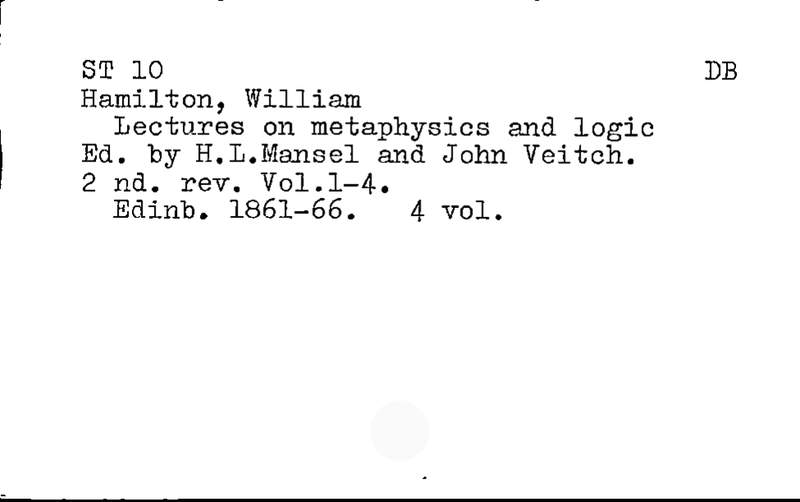 ST 10 DB
Hamilton, William
Lectures on metaphysics and logic
Ed. by H.L.Mansel and John Veitch.
2 nd. rev. Vol.1-4.
Edinb. 1861-66. 4 vol.